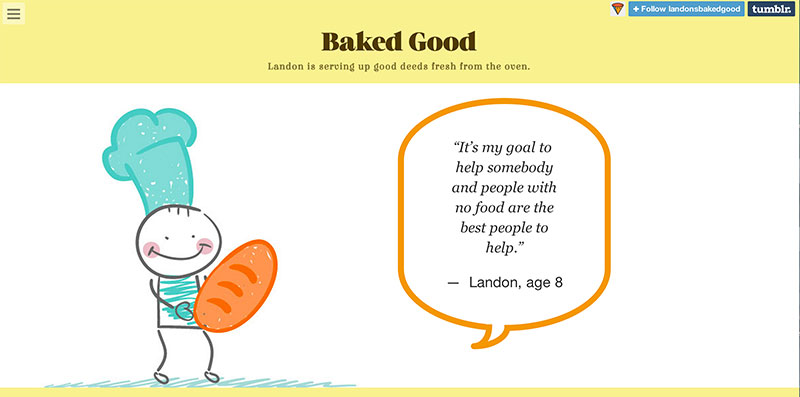 + Follow landonsbakedgood
tumblr.
Baked Good
Landon is serving up good deeds fresh from the oven.
“It’s my goal to
help somebody
and people with
no food are the
best people to
help.”
— Landon, age 8